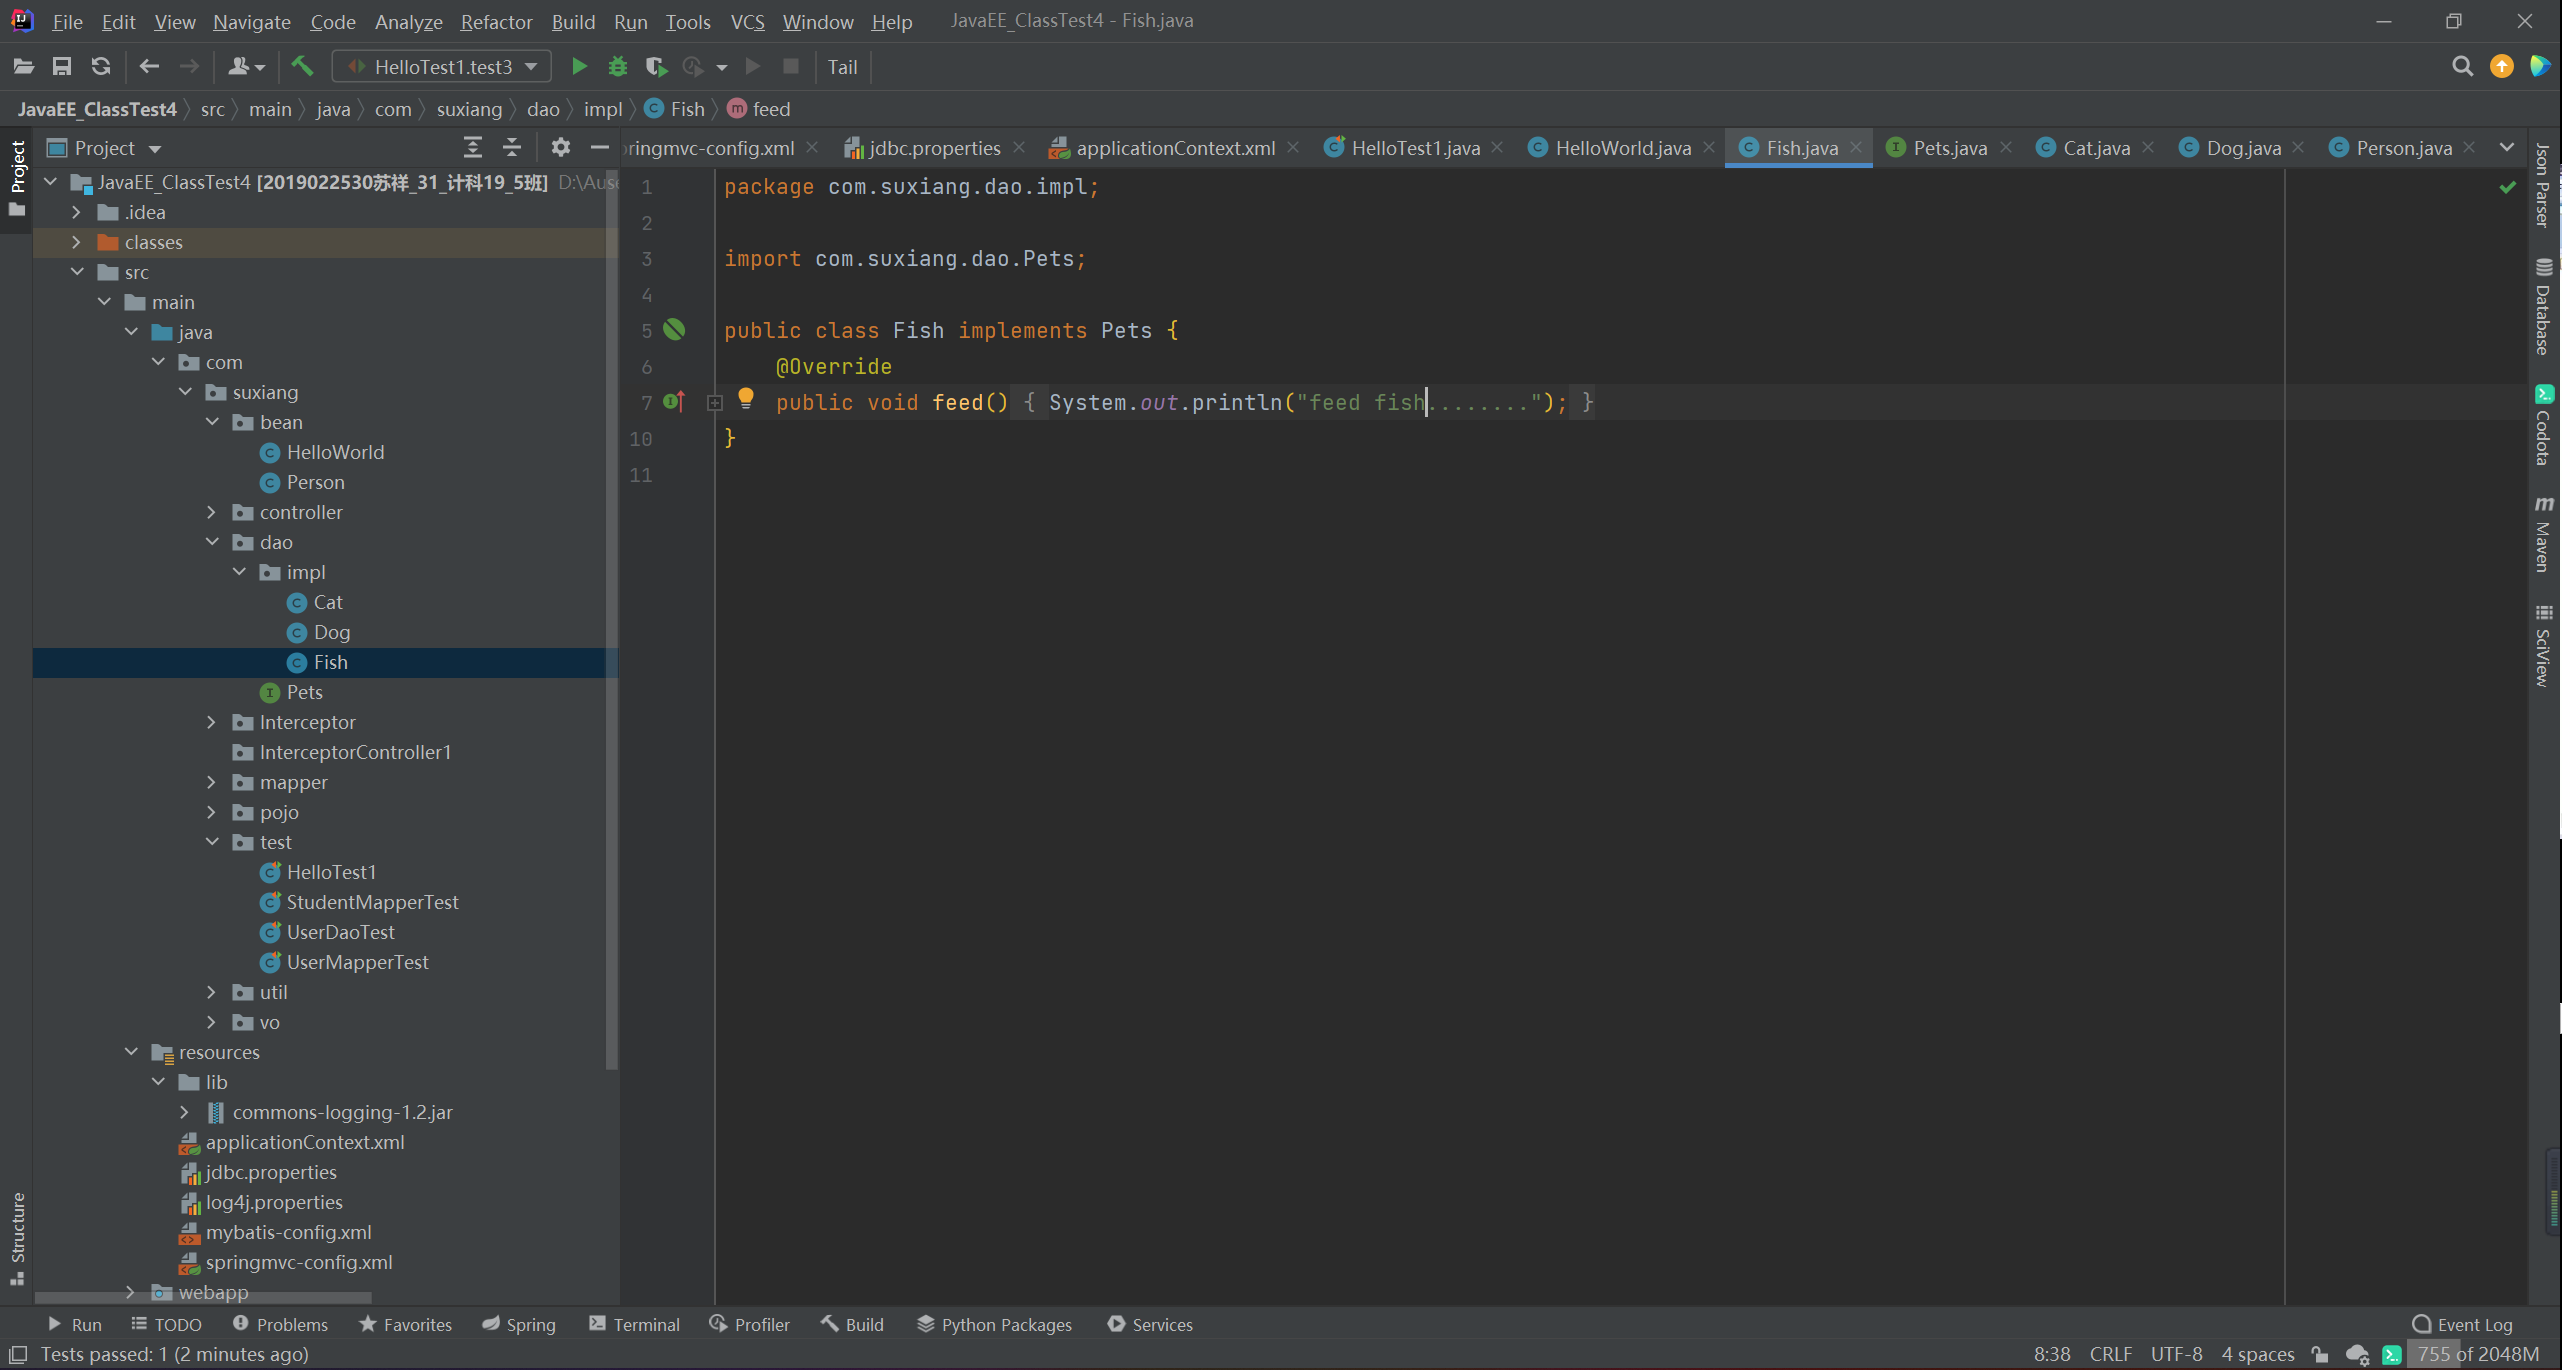 File Edit View Navigate Code Analyze Refactor Build Run Tools VCS Window Help JavaEE_ClassTest4 - Fish.java
HelloTest1.test3 Tail
JavaEE_ClassTest4 src main java com suxiang dao impl Fish feed
Project
ringmvc-config.xml jdbc.properties applicationContext.xml HelloTest1.java HelloWorld.java Fish.java Pets.java Cat.java Dog.java Person.java
Project
Structure
JavaEE_ClassTest4 [2019022530苏祥_31_计科19_5班] D:\Ause
.idea
classes
src
main
java
com
suxiang
bean
HelloWorld
Person
controller
dao
impl
Cat
Dog
Fish
Pets
Interceptor
InterceptorController1
mapper
pojo
test
HelloTest1
StudentMapperTest
UserDaoTest
UserMapperTest
util
vo
resources
lib
commons-logging-1.2.jar
applicationContext.xml
jdbc.properties
log4j.properties
mybatis-config.xml
springmvc-config.xml
webapp
1 package com.suxiang.dao.impl;
2
3 import com.suxiang.dao.Pets;
4
5 public class Fish implements Pets {
6 @Override
7 public void feed() { System.out.println("feed fish........"); }
10 }
11
Json Parser
Database
Codota
Maven
SciView
Run TODO Problems Favorites Spring Terminal Profiler Build Python Packages Services Event Log
Tests passed: 1 (2 minutes ago) 8:38 CRLF UTF-8 4 spaces 755 of 2048M